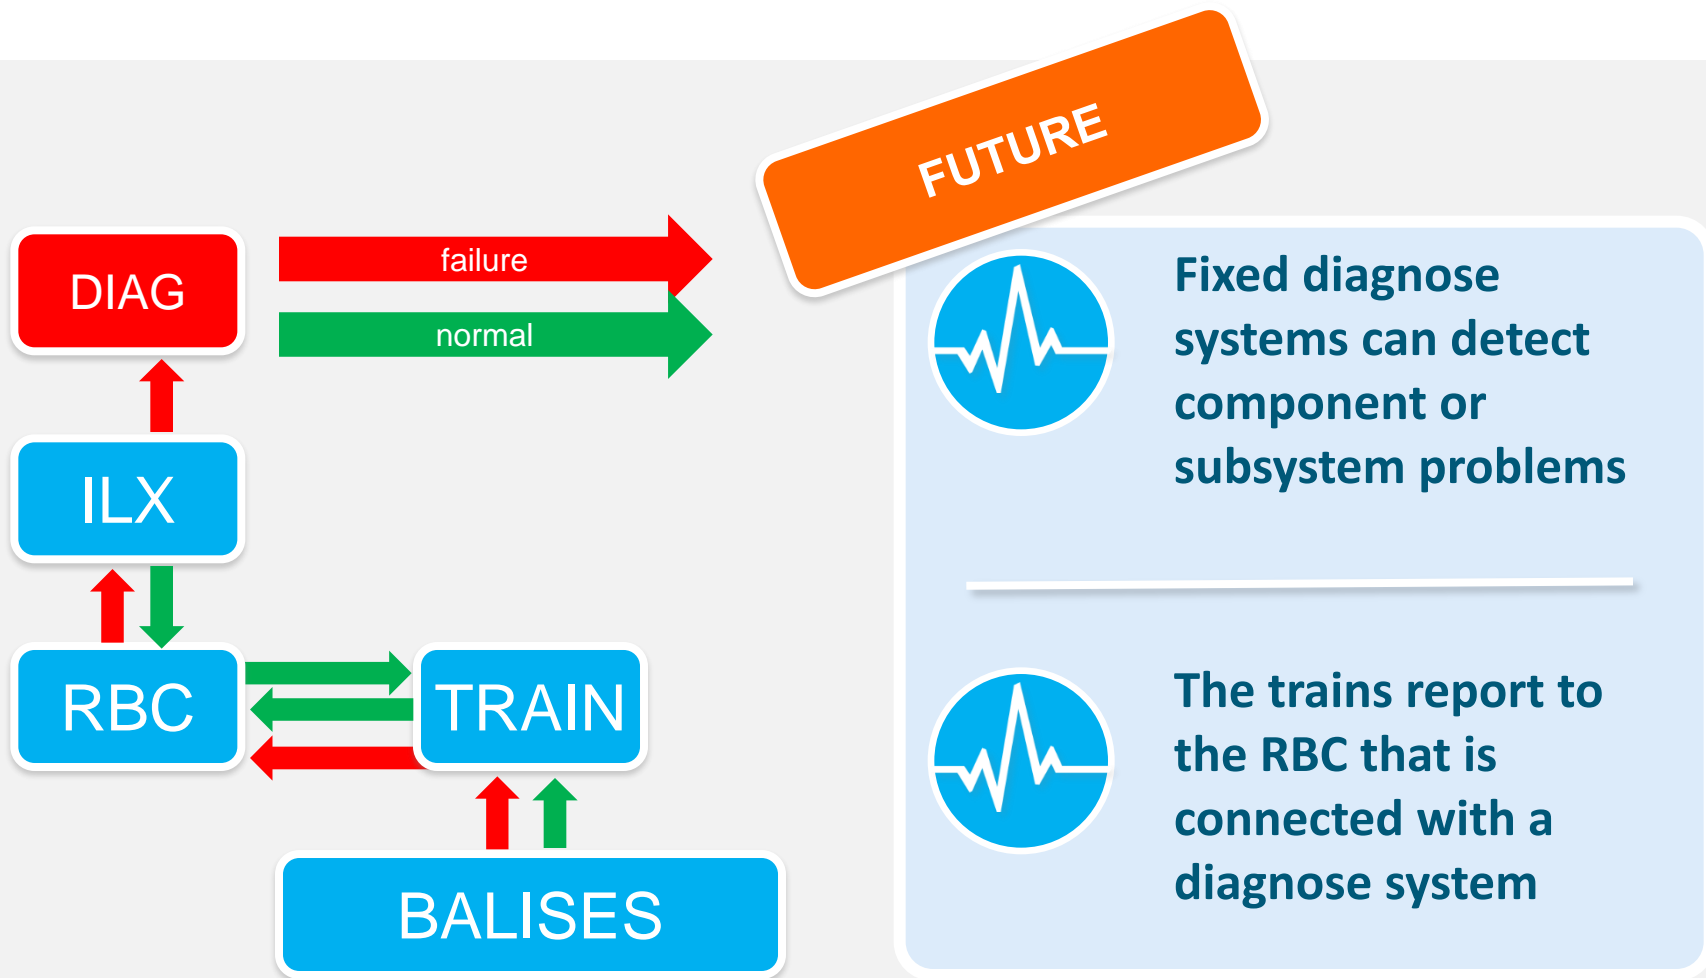 FUTURE
DIAG
failure
normal
ILX
RBC
TRAIN
BALISES
Fixed diagnose
systems can detect
component or
subsystem problems
The trains report to
the RBC that is
connected with a
diagnose system